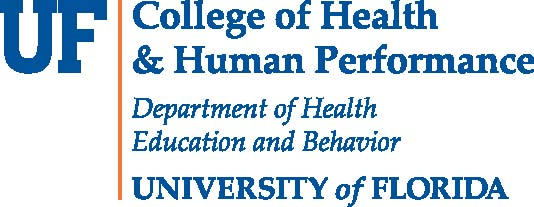 UF
College of Health
& Human Performance
Department of Health
Education and Behavior
UNIVERSITY of FLORIDA